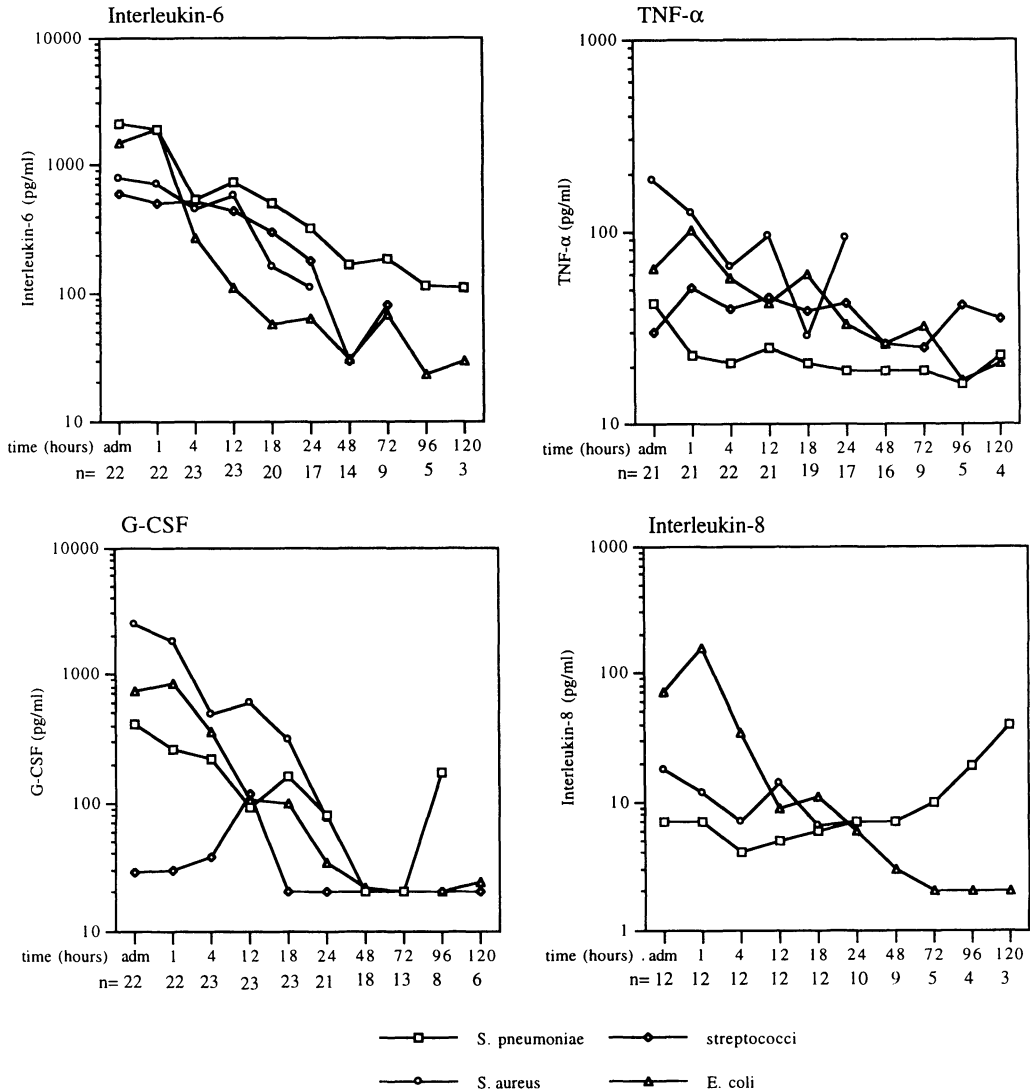 Interleukin-6
10000
1000
100
10
Interleukin-6 (pg/ml)
time (hours) adm 1 4 12 18 24 48 72 96 120
n= 22 22 23 23 20 17 14 9 5 3
TNF-α
1000
100
10
TNF-α (pg/ml)
time (hours) adm 1 4 12 18 24 48 72 96 120
n= 21 21 22 21 19 17 16 9 5 4
G-CSF
10000
1000
100
10
G-CSF (pg/ml)
time (hours) adm 1 4 12 18 24 48 72 96 120
n= 22 22 23 23 23 21 18 13 8 6
Interleukin-8
1000
100
10
1
Interleukin-8 (pg/ml)
time (hours) . adm 1 4 12 18 24 48 72 96 120
n= 12 12 12 12 12 10 9 5 4 3
S. pneumoniae
streptococci
S. aureus
E. coli